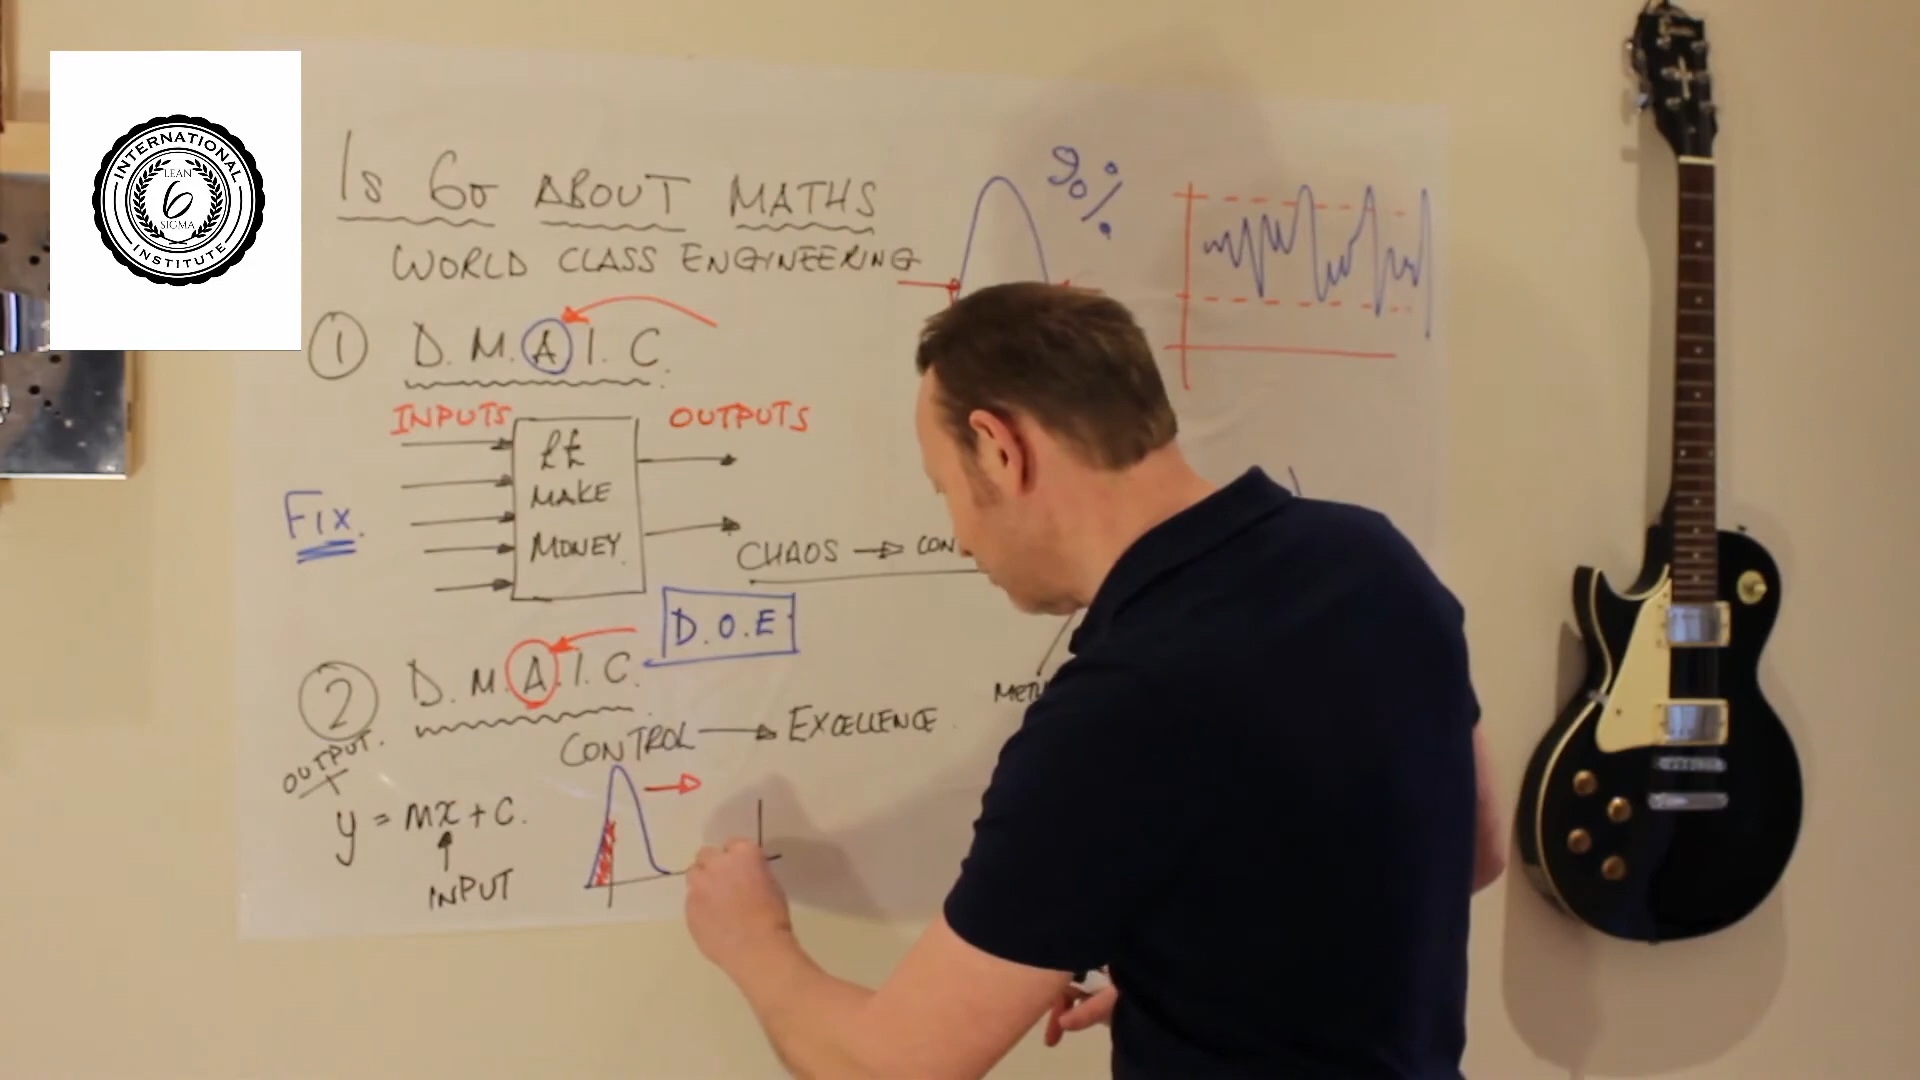 INTERNATIONAL
LEAN
6
SIGMA
INSTITUTE
Is 6σ ABOUT MATHS
WORLD CLASS ENGINEERING
90%
1 D.M.A.I.C.
INPUTS
OUTPUTS
££
MAKE
MONEY.
Fix.
CHAOS → CON
D.O.E
2 D.M.A.I.C.
METH
CONTROL → EXCELLENCE.
OUTPUT.
y = mx + c.
INPUT